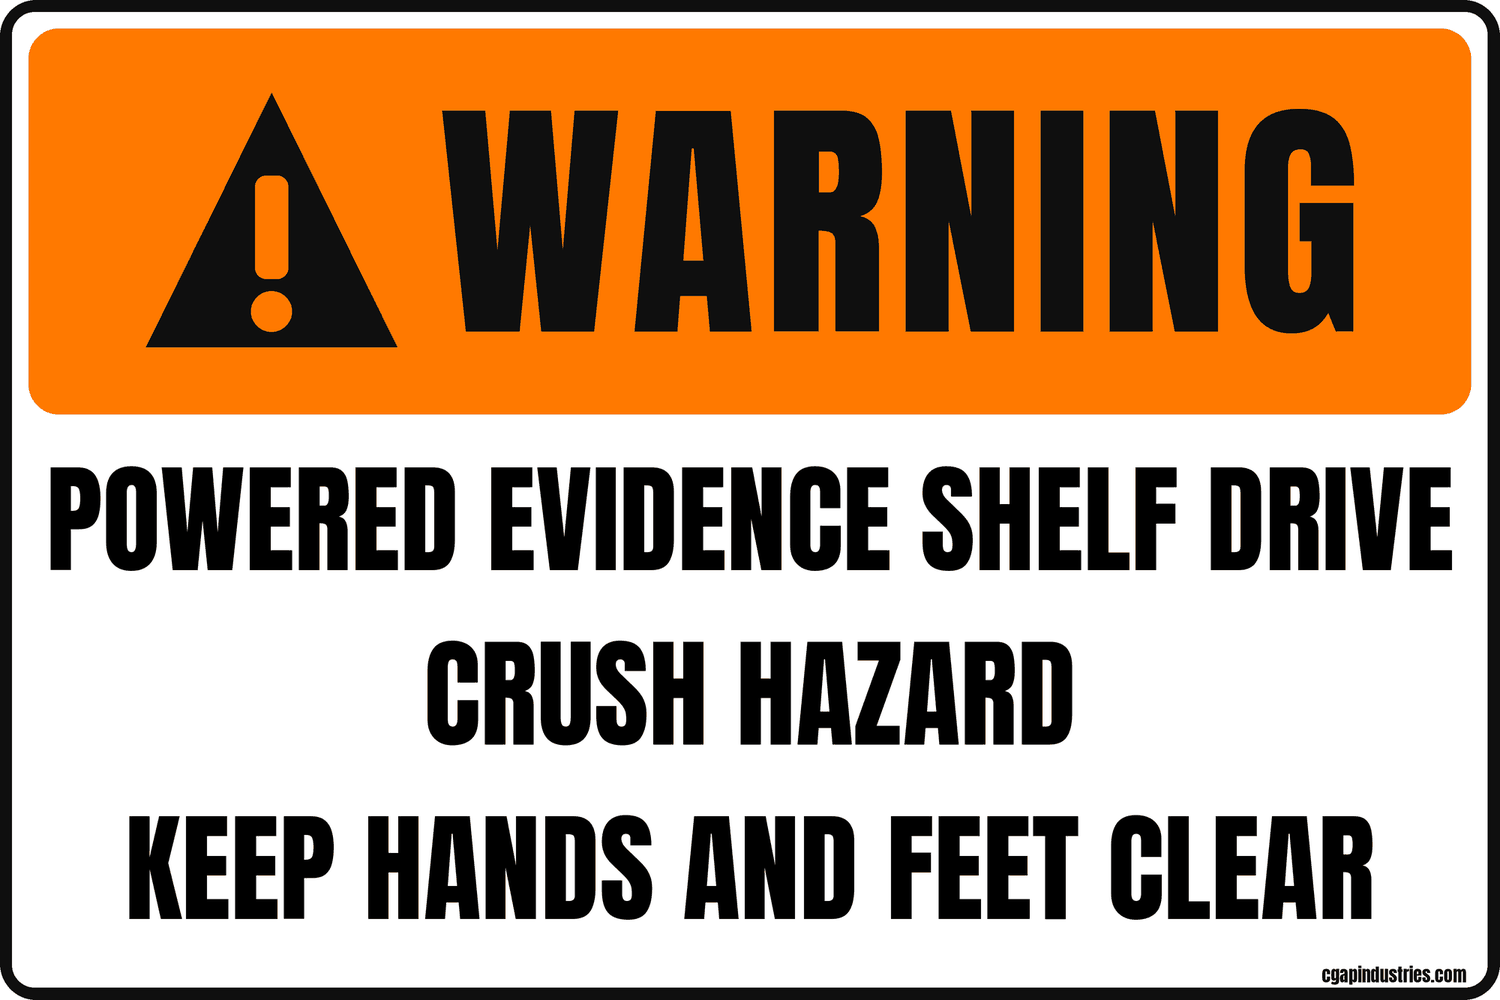 WARNING
POWERED EVIDENCE SHELF DRIVE
CRUSH HAZARD
KEEP HANDS AND FEET CLEAR
cgapindustries.com